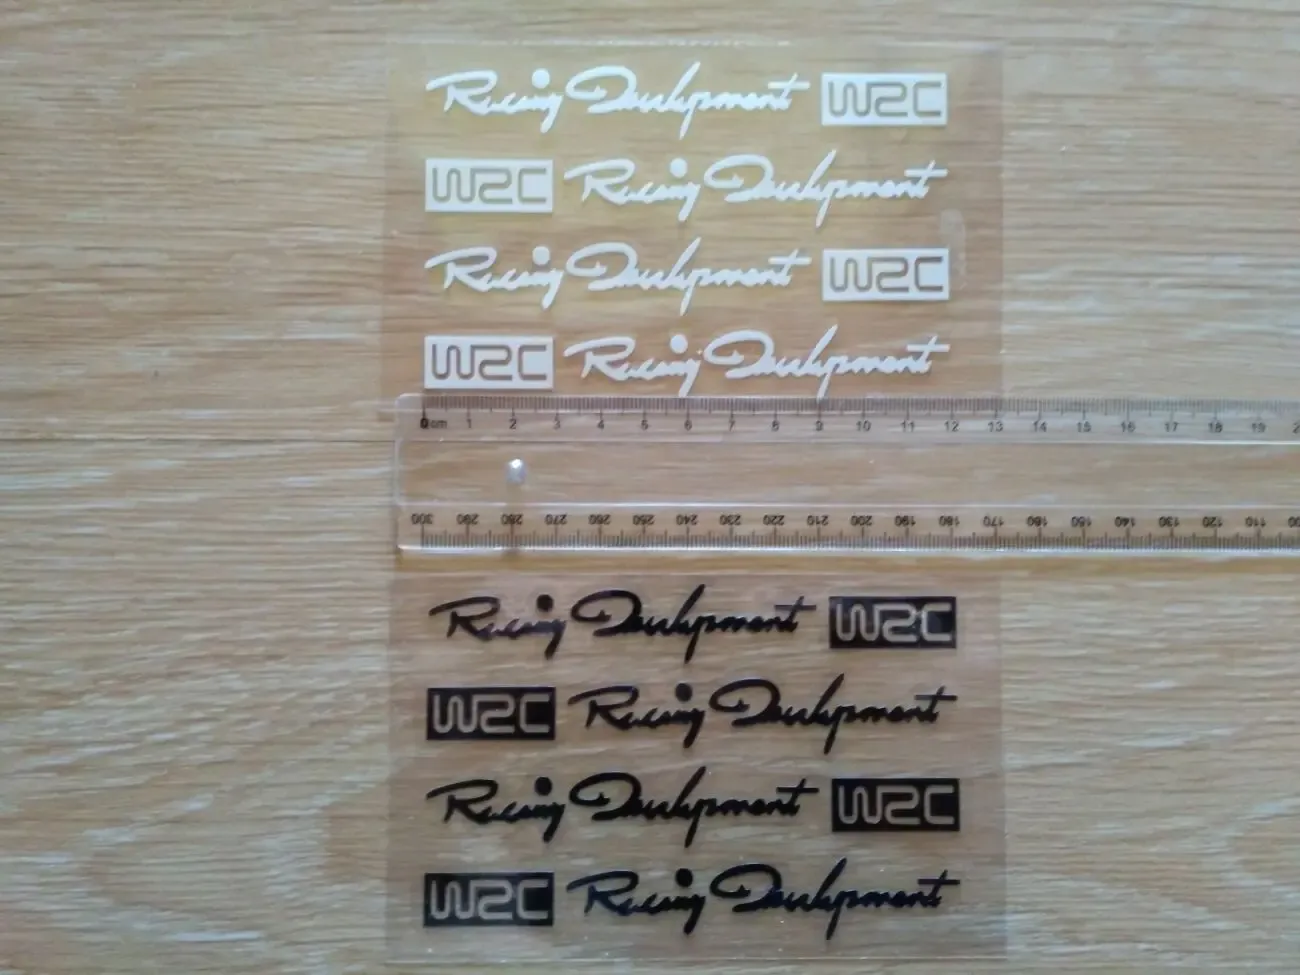 Racing Development WRC
WRC Racing Development
Racing Development WRC
WRC Racing Development
0 cm 1 2 3 4 5 6 7 8 9 10 11 12 13 14 15 16 17 18 19 2
300 290 280 270 260 250 240 230 220 210 200 190 180 170 160 150 140 130 120 110
Racing Development WRC
WRC Racing Development
Racing Development WRC
WRC Racing Development